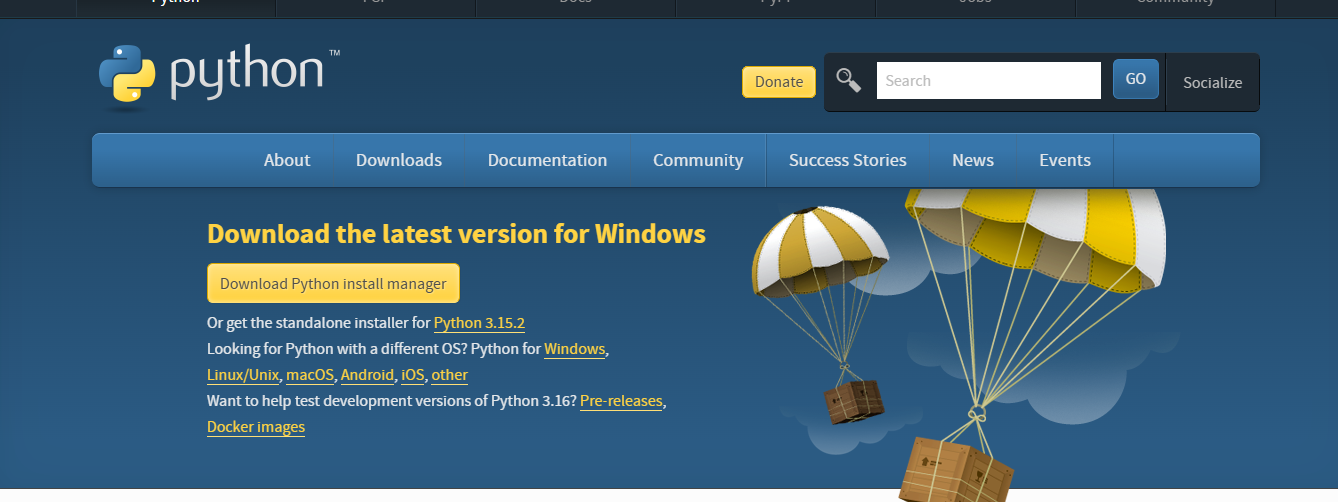 python™
Donate
Search
GO
Socialize
About Downloads Documentation Community Success Stories News Events
Download the latest version for Windows
Download Python install manager
Or get the standalone installer for Python 3.15.2
Looking for Python with a different OS? Python for Windows,
Linux/Unix, macOS, Android, iOS, other
Want to help test development versions of Python 3.16? Pre-releases,
Docker images